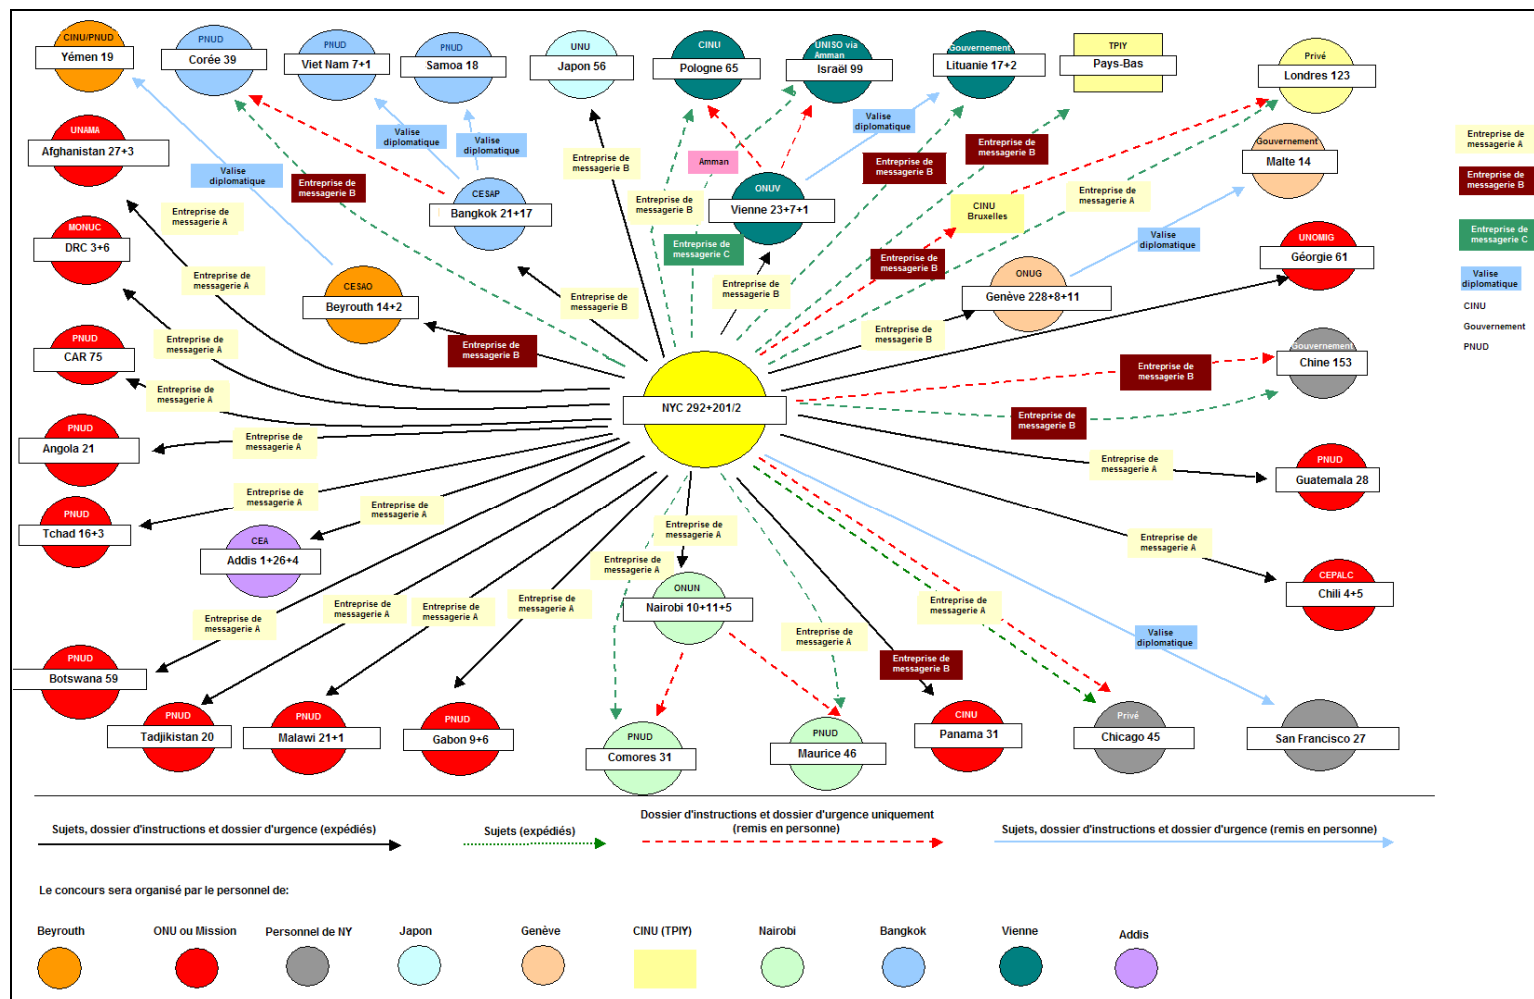 CINU/PNUD
Yémen 19
PNUD
Corée 39
PNUD
Viet Nam 7+1
PNUD
Samoa 18
UNU
Japon 56
CINU
Pologne 65
UNISO via
Amman
Israël 99
Gouvernement
Lituanie 17+2
TPIY
Pays-Bas
Privé
Londres 123
UNAMA
Afghanistan 27+3
Valise
diplomatique
Valise
diplomatique
Valise
diplomatique
Valise
diplomatique
Entreprise de
messagerie B
Entreprise de
messagerie B
Entreprise de
messagerie B
Entreprise de
messagerie B
Amman
Entreprise de
messagerie B
Gouvernement
Malte 14
Entreprise de
messagerie A
Entreprise de
messagerie B
Entreprise de
messagerie C
Valise
diplomatique
CINU
Gouvernement
PNUD
CESAP
Bangkok 21+17
ONUV
Vienne 23+7+1
CINU
Bruxelles
Entreprise de
messagerie A
Entreprise de
messagerie A
MONUC
DRC 3+6
Entreprise de
messagerie C
Entreprise de
messagerie B
Valise
diplomatique
UNOMIG
Géorgie 61
Entreprise de
messagerie A
CESAO
Beyrouth 14+2
Entreprise de
messagerie B
Entreprise de
messagerie B
ONUG
Genève 228+8+11
Entreprise de
messagerie B
Entreprise de
messagerie B
Entreprise de
messagerie A
PNUD
CAR 75
Gouvernement
Chine 153
Entreprise de
messagerie B
Entreprise de
messagerie A
NYC 292+201/2
Entreprise de
messagerie B
PNUD
Angola 21
Entreprise de
messagerie A
Entreprise de
messagerie A
PNUD
Guatemala 28
Entreprise de
messagerie A
PNUD
Tchad 16+3
Entreprise de
messagerie A
CEA
Addis 1+26+4
Entreprise de
messagerie A
Entreprise de
messagerie A
Entreprise de
messagerie A
ONUN
Nairobi 10+11+5
CEPALC
Chili 4+5
Entreprise de
messagerie A
Entreprise de
messagerie A
Entreprise de
messagerie A
Entreprise de
messagerie A
Entreprise de
messagerie A
Entreprise de
messagerie A
Valise
diplomatique
Entreprise de
messagerie B
PNUD
Botswana 59
PNUD
Tadjikistan 20
PNUD
Malawi 21+1
PNUD
Gabon 9+6
PNUD
Comores 31
PNUD
Maurice 46
CINU
Panama 31
Privé
Chicago 45
San Francisco 27
Sujets, dossier d'instructions et dossier d'urgence (expédiés)
Sujets (expédiés)
Dossier d'instructions et dossier d'urgence uniquement
(remis en personne)
Sujets, dossier d'instructions et dossier d'urgence (remis en personne)
Le concours sera organisé par le personnel de:
Beyrouth
ONU ou Mission
Personnel de NY
Japon
Genève
CINU (TPIY)
Nairobi
Bangkok
Vienne
Addis